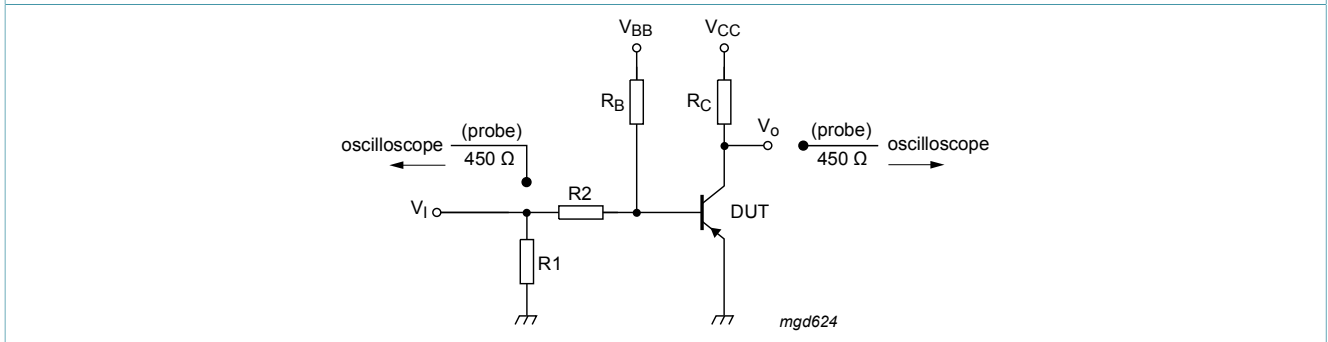 VBB
VCC
RB
RC
Vo
(probe)
450 Ω
oscilloscope
(probe)
450 Ω
oscilloscope
R2
VI
DUT
R1
mgd624